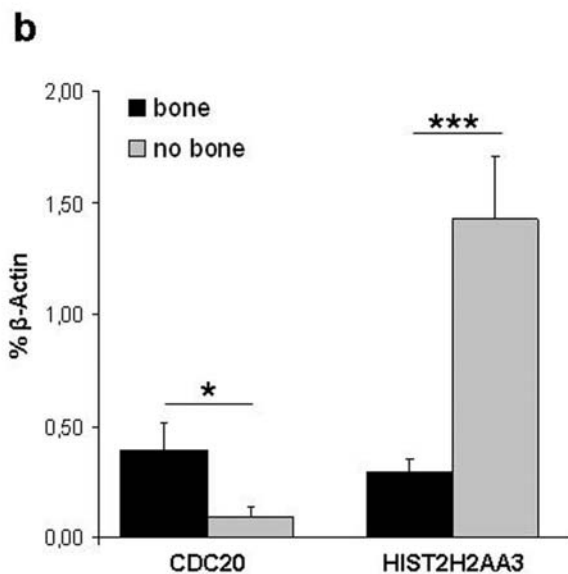 b
2,00
1,50
1,00
0,50
0,00
% β-Actin
bone
no bone
*
***
CDC20
HIST2H2AA3